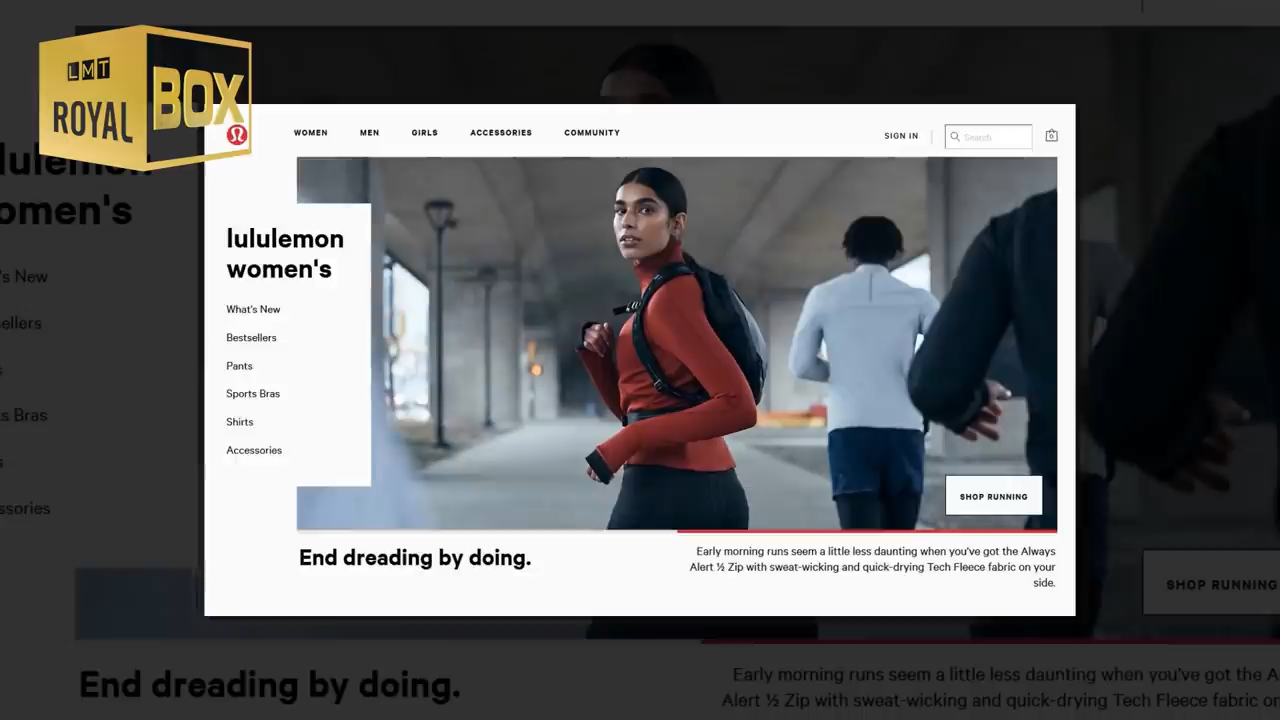 LMT
ROYAL
BOX
WOMEN
MEN
GIRLS
ACCESSORIES
COMMUNITY
SIGN IN
Search
0
lululemon
women's
What's New
Bestsellers
Pants
Sports Bras
Shirts
Accessories
SHOP RUNNING
End dreading by doing.
Early morning runs seem a little less daunting when you've got the Always
Alert ½ Zip with sweat-wicking and quick-drying Tech Fleece fabric on your
side.
lululemon
omen's
's New
sellers
s
ts Bras
s
ssories
SHOP RUNNING
End dreading by doing.
Early morning runs seem a little less daunting when you've got the A
Alert ½ Zip with sweat-wicking and quick-drying Tech Fleece fabric or